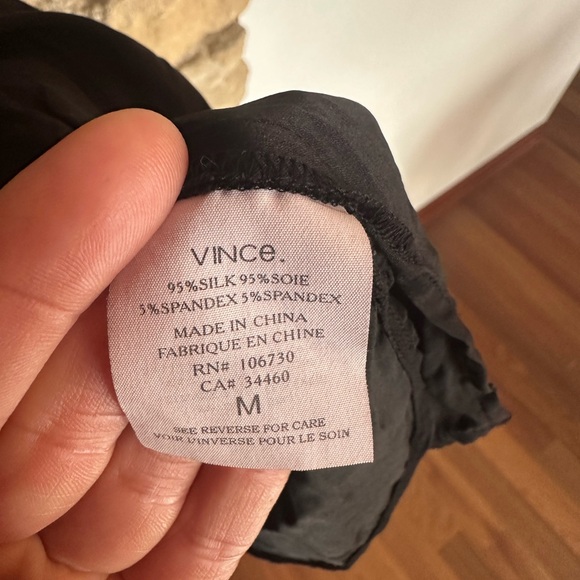 VINCe.
95%SILK 95%SOIE
5%SPANDEX 5%SPANDEX
MADE IN CHINA
FABRIQUE EN CHINE
RN# 106730
CA# 34460
M
SEE REVERSE FOR CARE
VOIR L'INVERSE POUR LE SOIN